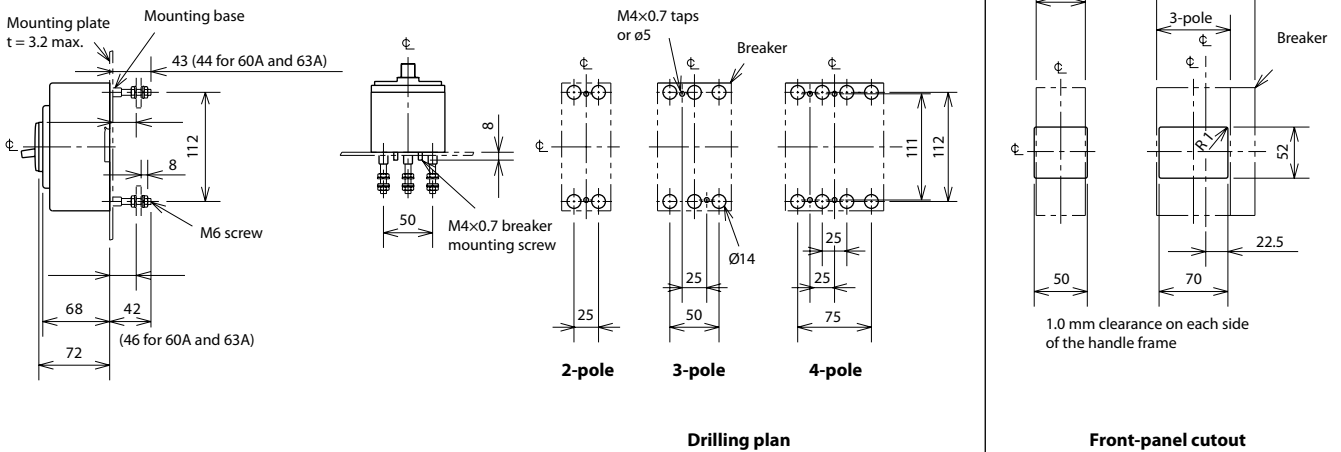 Mounting plate
t = 3.2 max.
Mounting base
43 (44 for 60A and 63A)
℄
112
8
M6 screw
68
42
(46 for 60A and 63A)
72
℄
8
50
M4×0.7 breaker
mounting screw
M4×0.7 taps
or ø5
Breaker
℄
℄
℄
℄
111
112
Ø14
25
25
25
25
50
75
2-pole
3-pole
4-pole
Drilling plan
3-pole
℄
Breaker
℄
℄
℄
R 1
52
22.5
50
70
1.0 mm clearance on each side
of the handle frame
Front-panel cutout